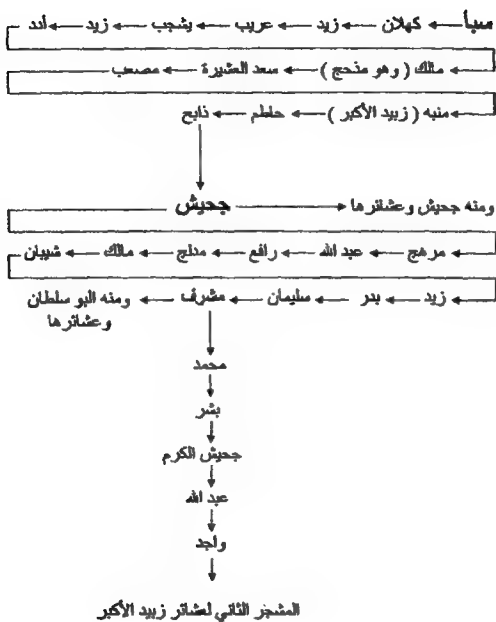 سبأ ← كهلان ← زيد ← عريب ← يشجب ← زيد ← أدد
← مالك ( وهو مذحج ) ← سعد العشيرة ← مصعب
← منبه ( زبيد الأكبر ) ← حاطم ← ذابح
جحيش → ومنه جحيش وعشائرها
← مرهج ← عبد الله ← رافع ← مدلج ← مالك ← شيبان
← زيد ← بدر ← سليمان ← مشرف ← ومنه البو سلطان
وعشائرها
محمد
بشر
جحيش الكرم
عبد الله
واجد
المشجر الثاني لعشائر زبيد الأكبر